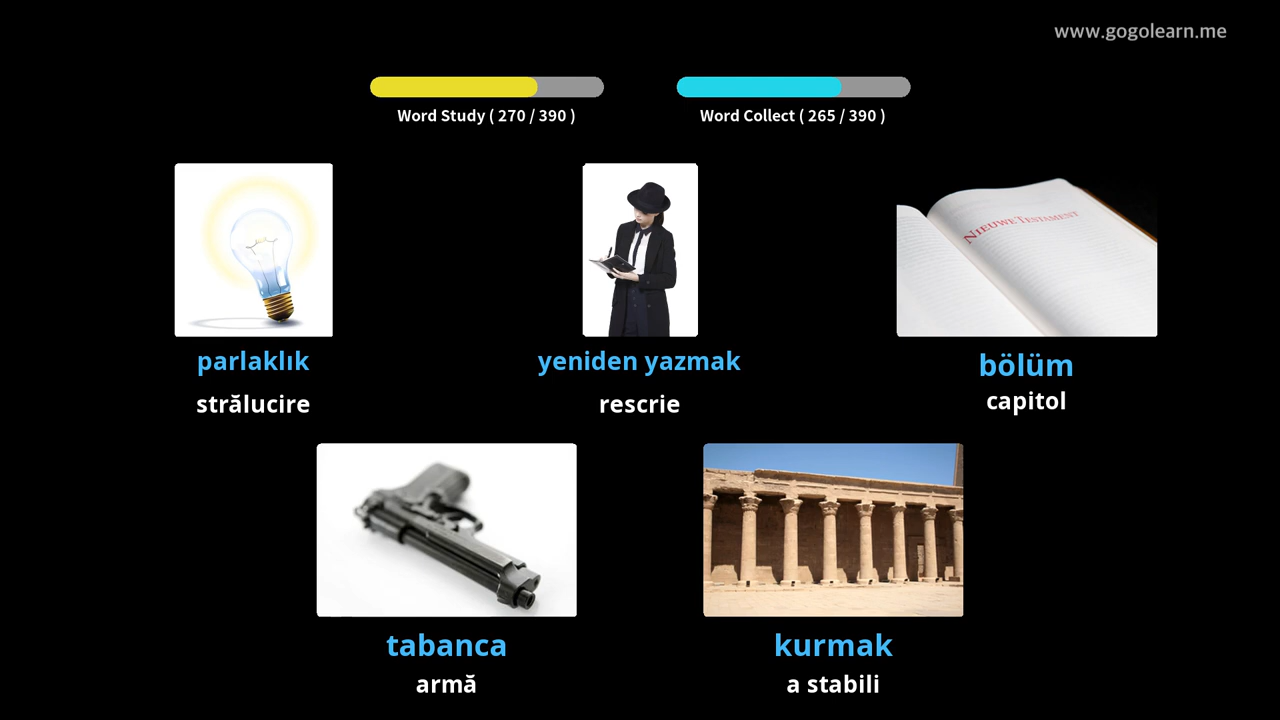 www.gogolearn.me
Word Study ( 270 / 390 )
Word Collect ( 265 / 390 )
NIEUWE TESTAMENT
parlaklık
strălucire
yeniden yazmak
rescrie
bölüm
capitol
tabanca
armă
kurmak
a stabili